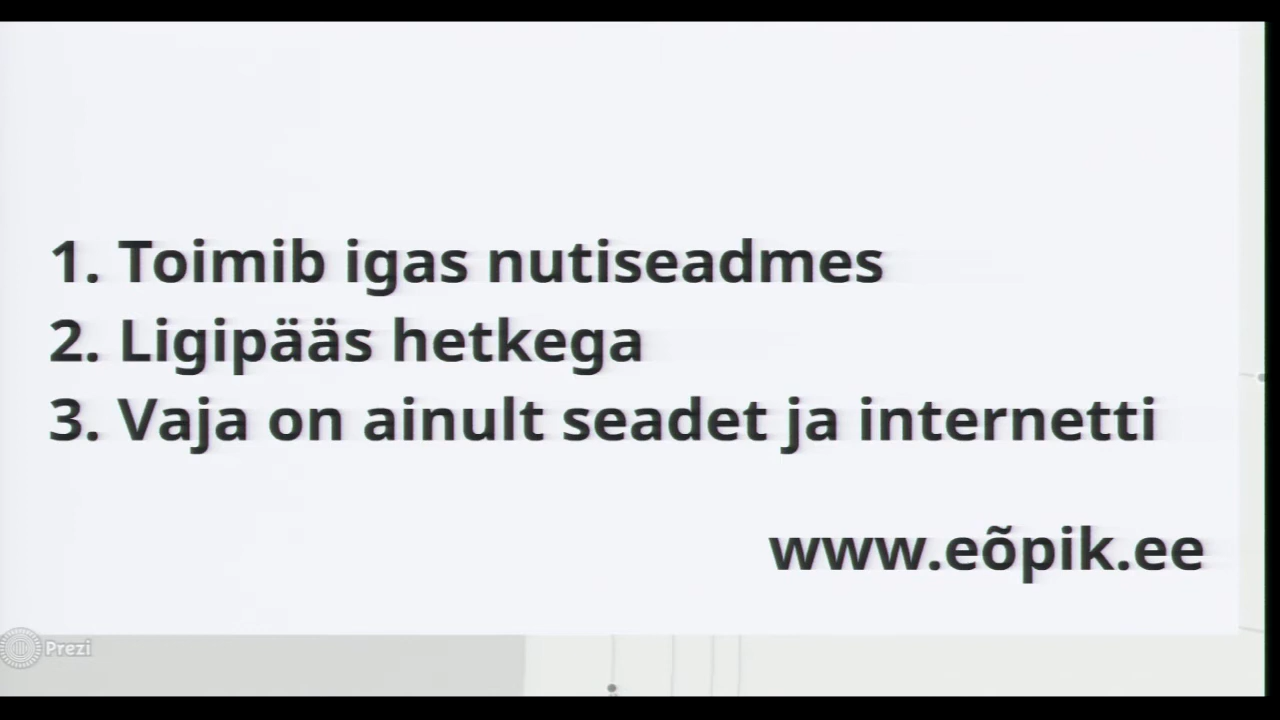 1. Toimib igas nutiseadmes
2. Ligipääs hetkega
3. Vaja on ainult seadet ja internetti
www.eõpik.ee
Prezi